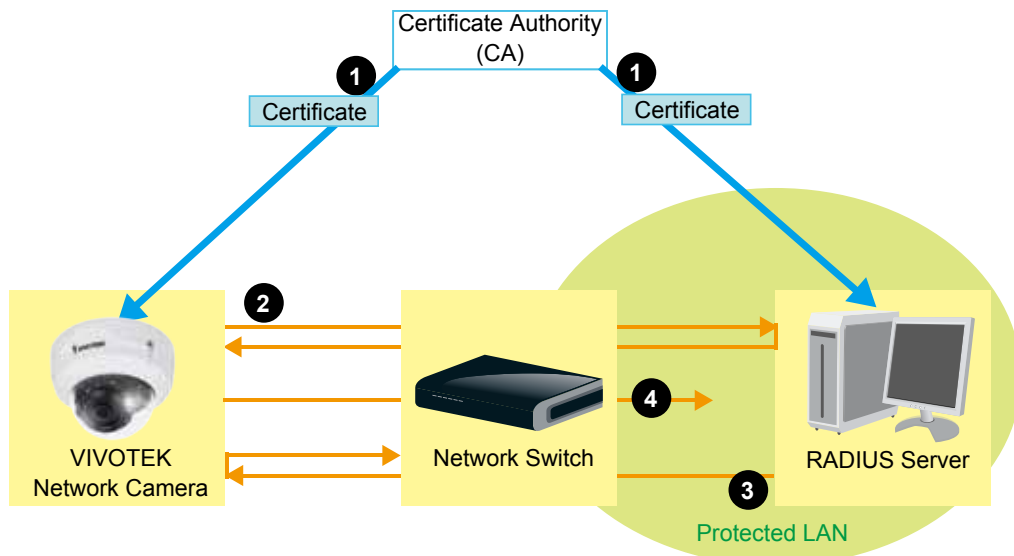 Certificate Authority
(CA)
1
1
Certificate
Certificate
2
4
VIVOTEK
Network Camera
Network Switch
RADIUS Server
3
Protected LAN